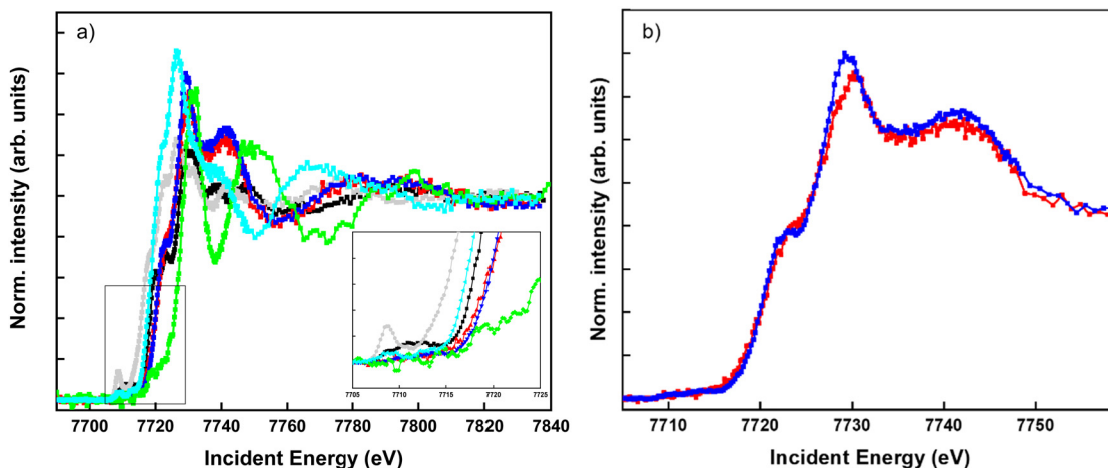 a)
Norm. intensity (arb. units)
7705 7710 7715 7720 7725
7700 7720 7740 7760 7780 7800 7820 7840
Incident Energy (eV)
b)
Norm. intensity (arb. units)
7710 7720 7730 7740 7750
Incident Energy (eV)